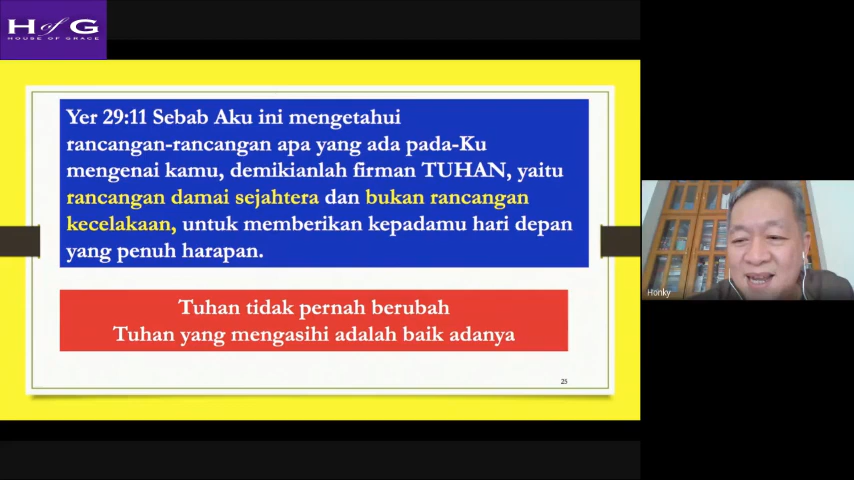 H of G
HOUSE OF GRACE
Yer 29:11 Sebab Aku ini mengetahui
rancangan-rancangan apa yang ada pada-Ku
mengenai kamu, demikianlah firman TUHAN, yaitu
rancangan damai sejahtera dan bukan rancangan
kecelakaan, untuk memberikan kepadamu hari depan
yang penuh harapan.
Tuhan tidak pernah berubah
Tuhan yang mengasihi adalah baik adanya
25
Honky